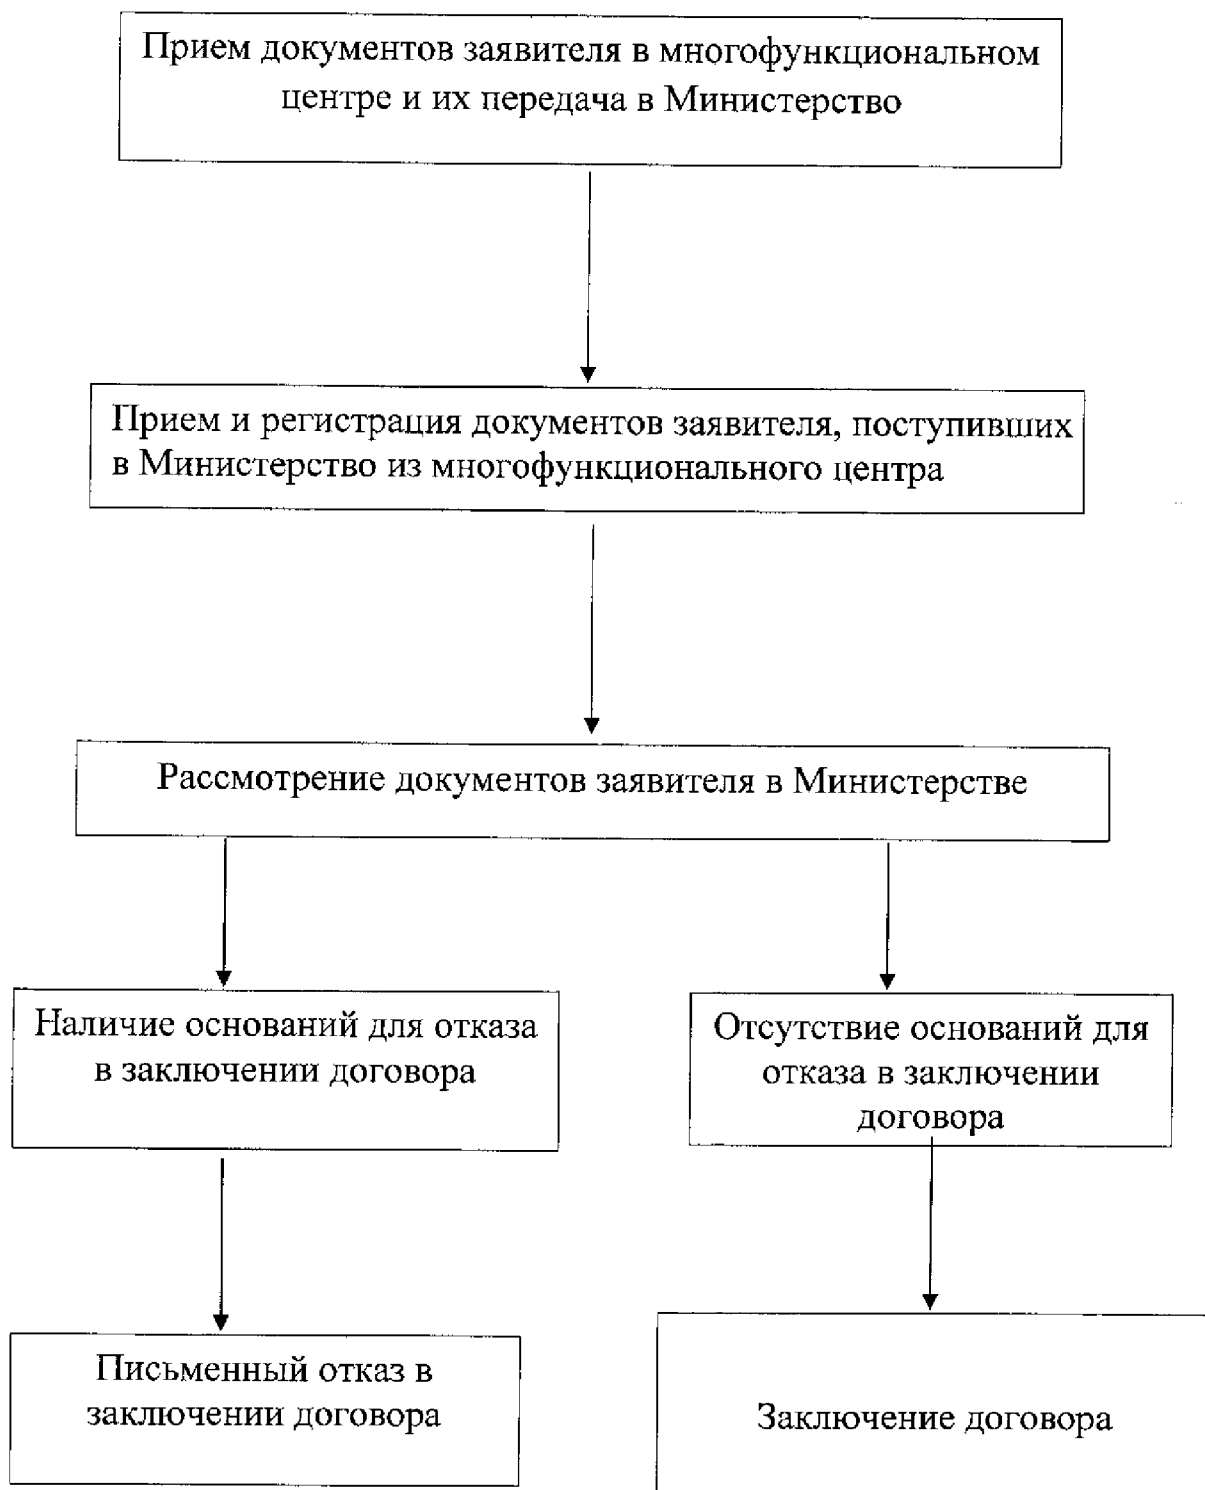 Прием документов заявителя в многофункциональном
центре и их передача в Министерство
Прием и регистрация документов заявителя, поступивших
в Министерство из многофункционального центра
Рассмотрение документов заявителя в Министерстве
Наличие оснований для отказа
в заключении договора
Отсутствие оснований для
отказа в заключении
договора
Письменный отказ в
заключении договора
Заключение договора